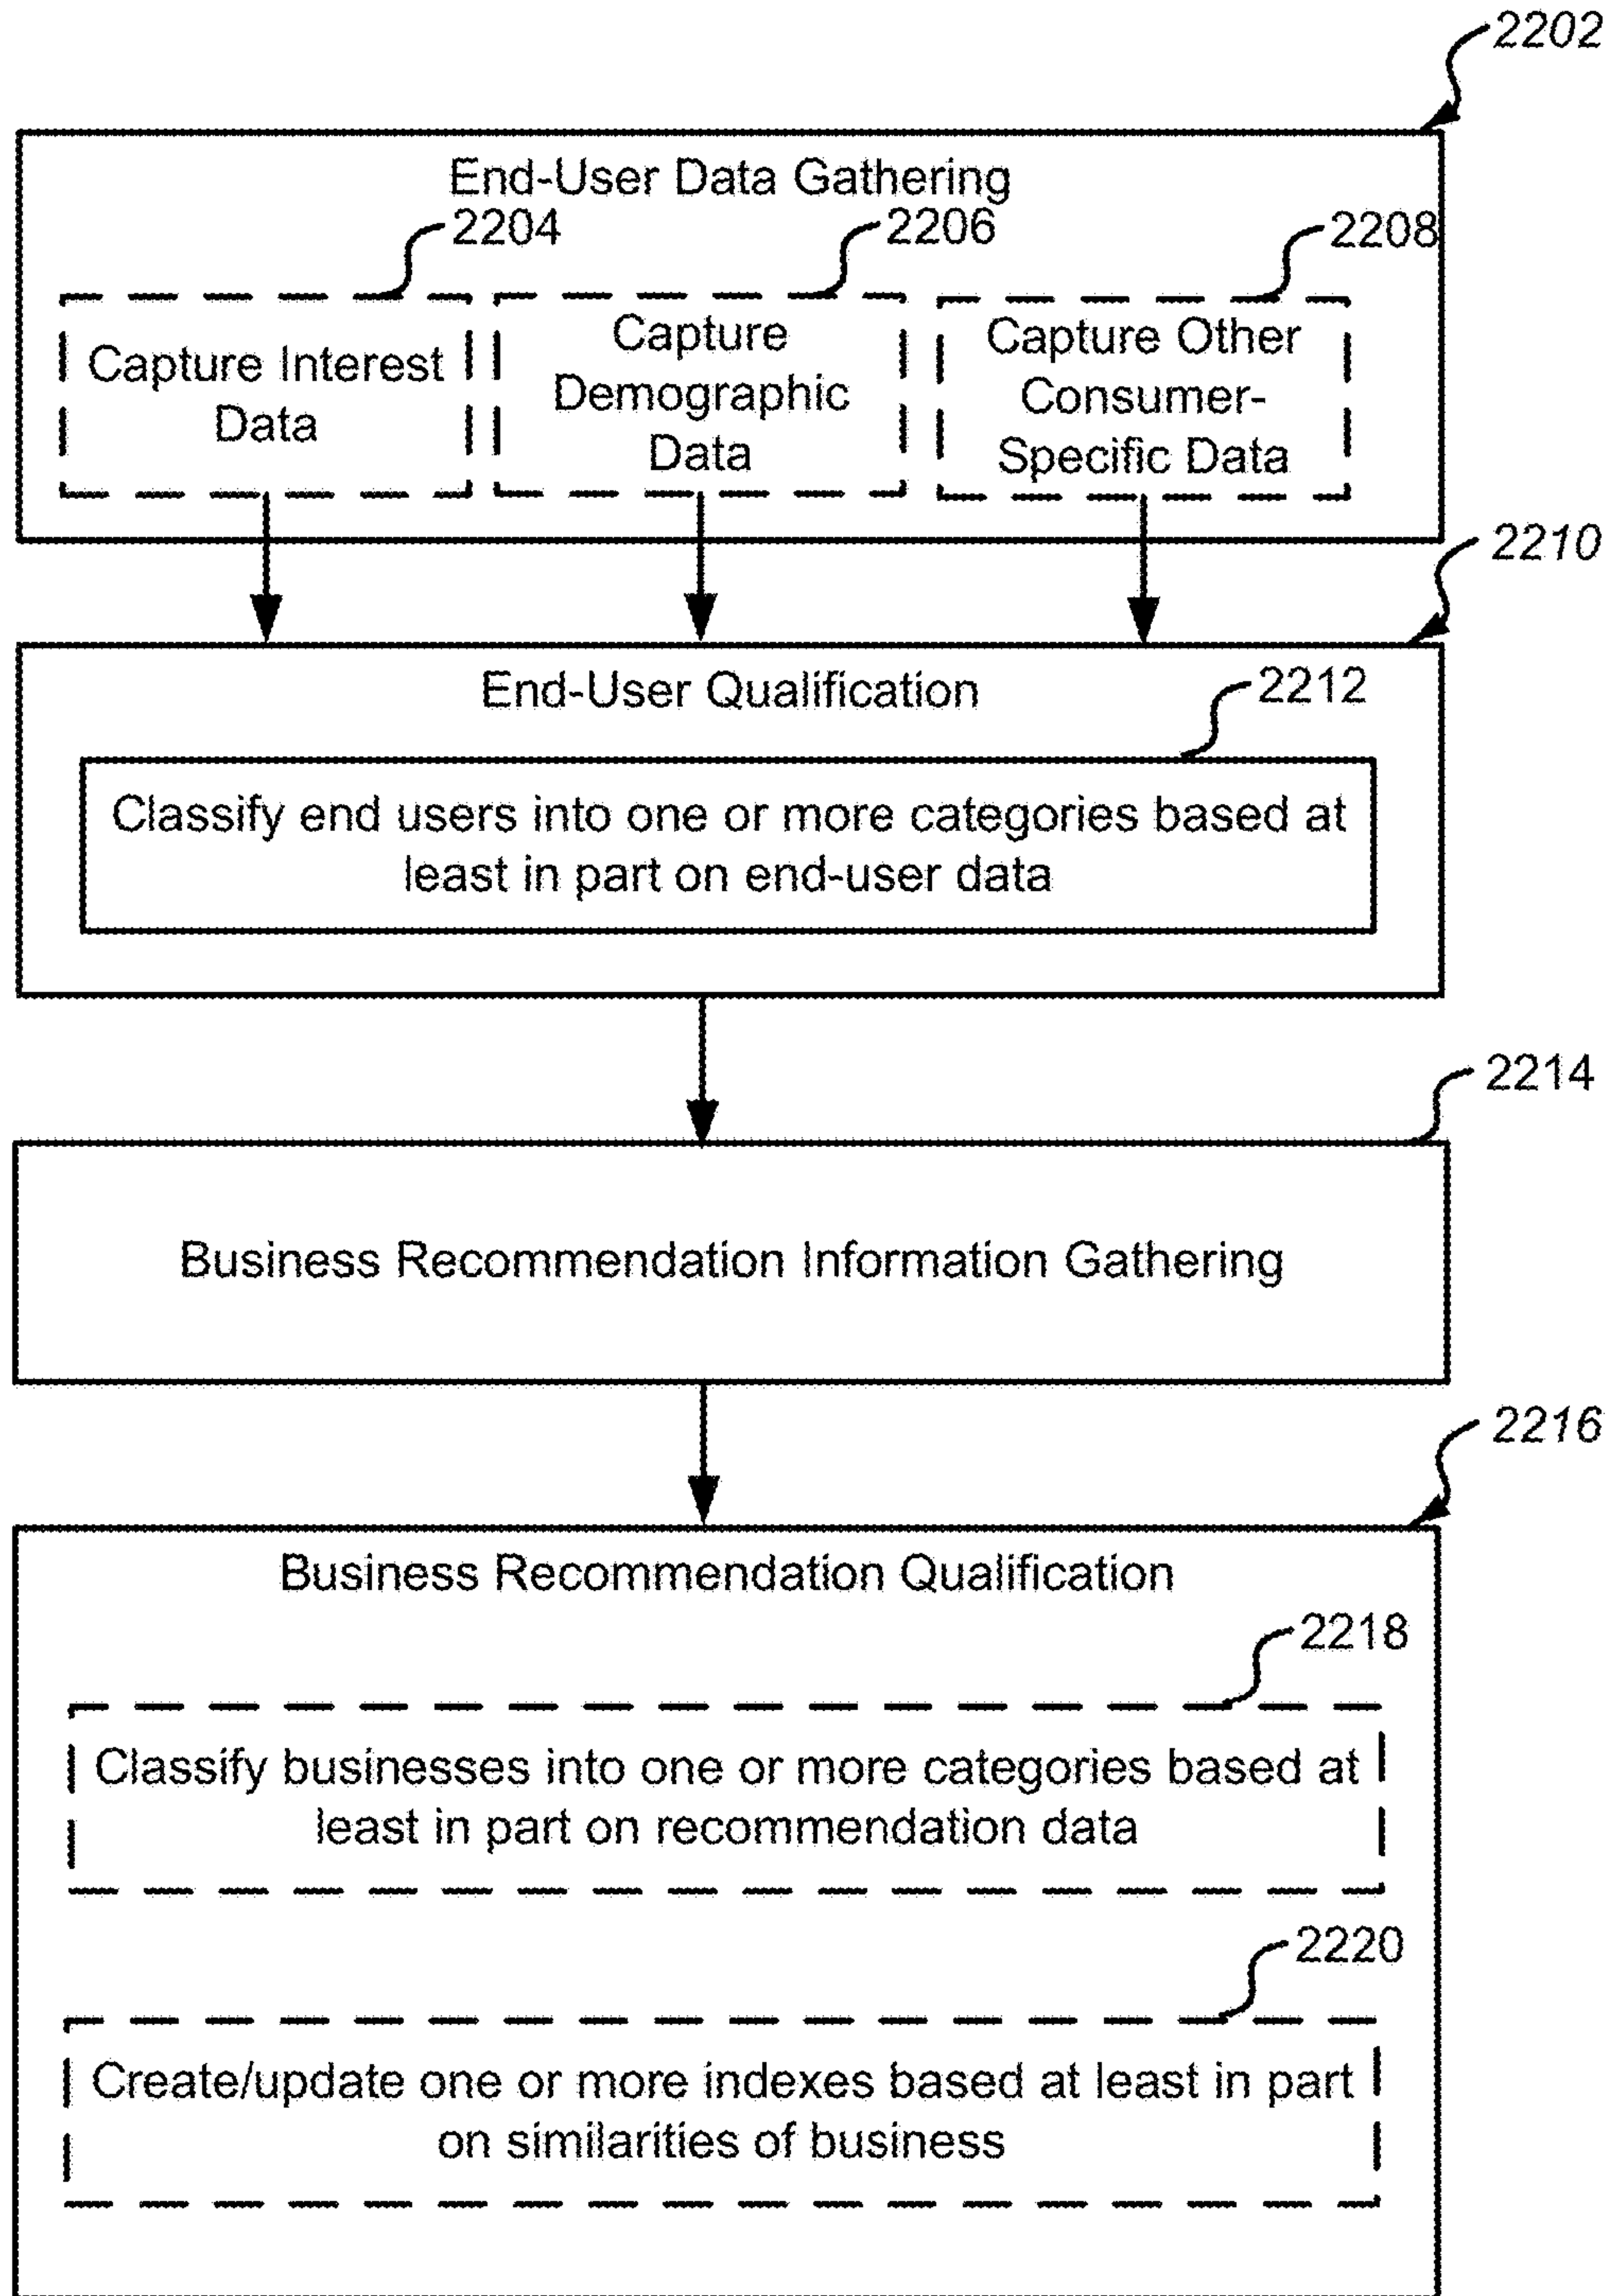 2202
End-User Data Gathering
2204
2206
2208
Capture Interest
Data
Capture
Demographic
Data
Capture Other
Consumer-
Specific Data
2210
End-User Qualification
2212
Classify end users into one or more categories based at
least in part on end-user data
2214
Business Recommendation Information Gathering
2216
Business Recommendation Qualification
2218
Classify businesses into one or more categories based at
least in part on recommendation data
2220
Create/update one or more indexes based at least in part
on similarities of business